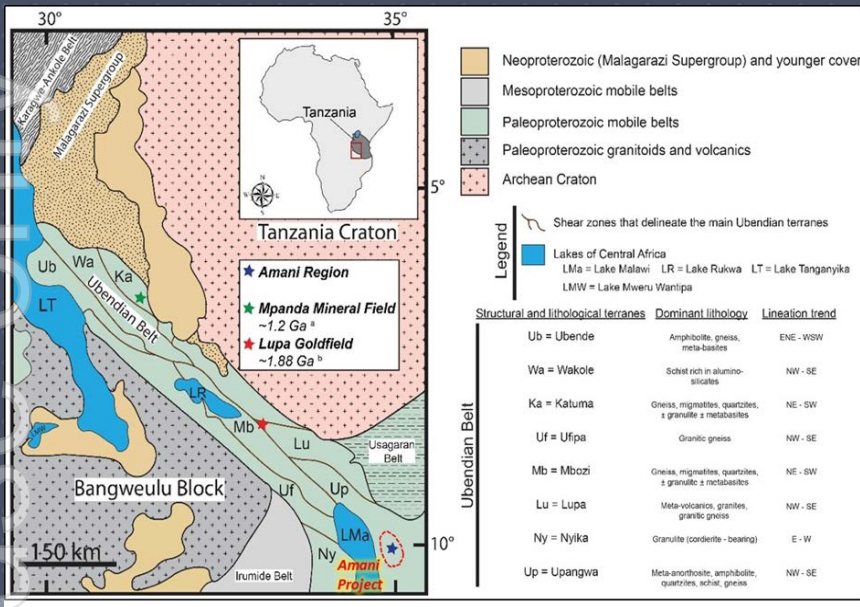 30°
35°
Karagwe-Ankole Belt
Malagarazi Supergroup
Tanzania
N
W
E
S
5°
Tanzania Craton
Amani Region
Mpanda Mineral Field
~1.2 Ga a
Lupa Goldfield
~1.88 Ga b
Ub
Wa
Ka
Ubendian Belt
LT
LR
Mb
Lu
Usagaran
Belt
Bangweulu Block
Uf
Up
LMa
Ny
10°
150 km
Irumide Belt
Amani
Project
Neoproterozoic (Malagarazi Supergroup) and younger cover
Mesoproterozoic mobile belts
Paleoproterozoic mobile belts
Paleoproterozoic granitoids and volcanics
Archean Craton
Legend
Shear zones that delineate the main Ubendian terranes
Lakes of Central Africa
LMa = Lake Malawi LR = Lake Rukwa LT = Lake Tanganyika
LMW = Lake Mweru Wantipa
Structural and lithological terranes Dominant lithology Lineation trend
Ubendian Belt
Ub = Ubende Amphibolite, gneiss, meta-basites ENE - WSW
Wa = Wakole Schist rich in alumino-silicates NW - SE
Ka = Katuma Gneiss, migmatites, quartzites, ± granulite ± metabasites NE - SW
Uf = Ufipa Granitic gneiss NW - SE
Mb = Mbozi Gneiss, migmatites, quartzites, ± granulite ± metabasites NE - SW
Lu = Lupa Meta-volcanics, granites, granitic gneiss NW - SE
Ny = Nyika Granulite (cordierite - bearing) E - W
Up = Upangwa Meta-anorthosite, amphibolite, quartzites, schist, gneiss NW - SE